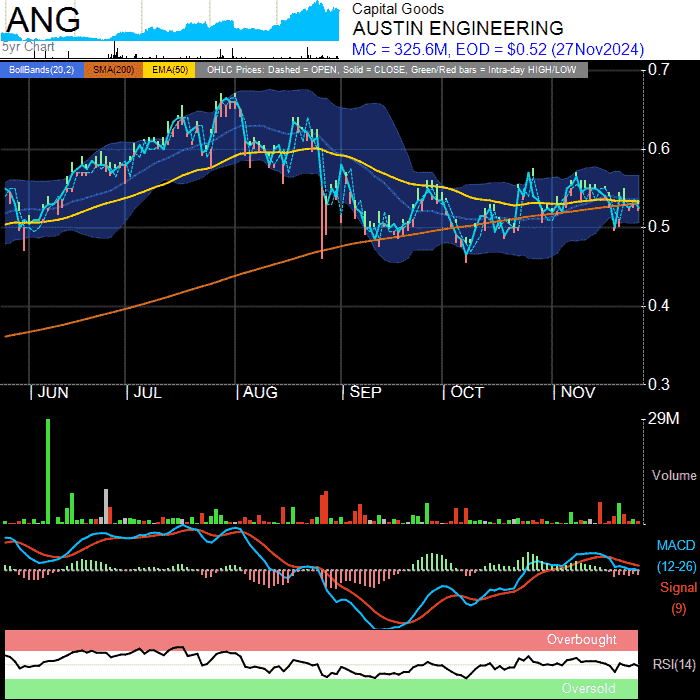 ANG
5yr Chart
Capital Goods
AUSTIN ENGINEERING
MC = 325.6M, EOD = $0.52 (27Nov2024)
BollBands(20,2) SMA(200) EMA(50) OHLC Prices: Dashed = OPEN, Solid = CLOSE, Green/Red bars = Intra-day HIGH/LOW
0.7
0.6
0.5
0.4
0.3
| JUN | JUL | AUG | SEP | OCT | NOV
29M
Volume
MACD
(12-26)
Signal
(9)
Overbought
RSI(14)
Oversold